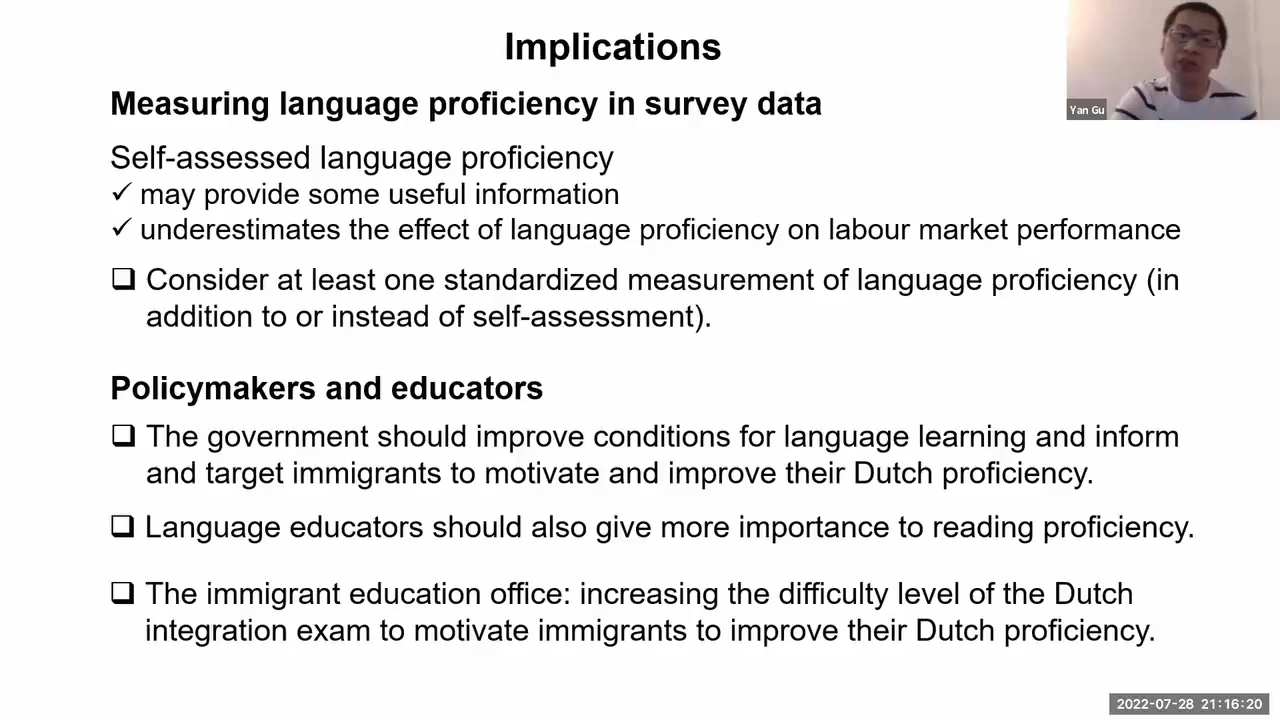 Implications
Measuring language proficiency in survey data
Self-assessed language proficiency
✓ may provide some useful information
✓ underestimates the effect of language proficiency on labour market performance
❑ Consider at least one standardized measurement of language proficiency (in
addition to or instead of self-assessment).
Policymakers and educators
❑ The government should improve conditions for language learning and inform
and target immigrants to motivate and improve their Dutch proficiency.
❑ Language educators should also give more importance to reading proficiency.
❑ The immigrant education office: increasing the difficulty level of the Dutch
integration exam to motivate immigrants to improve their Dutch proficiency.
Yan Gu
2022-07-28 21:16:20